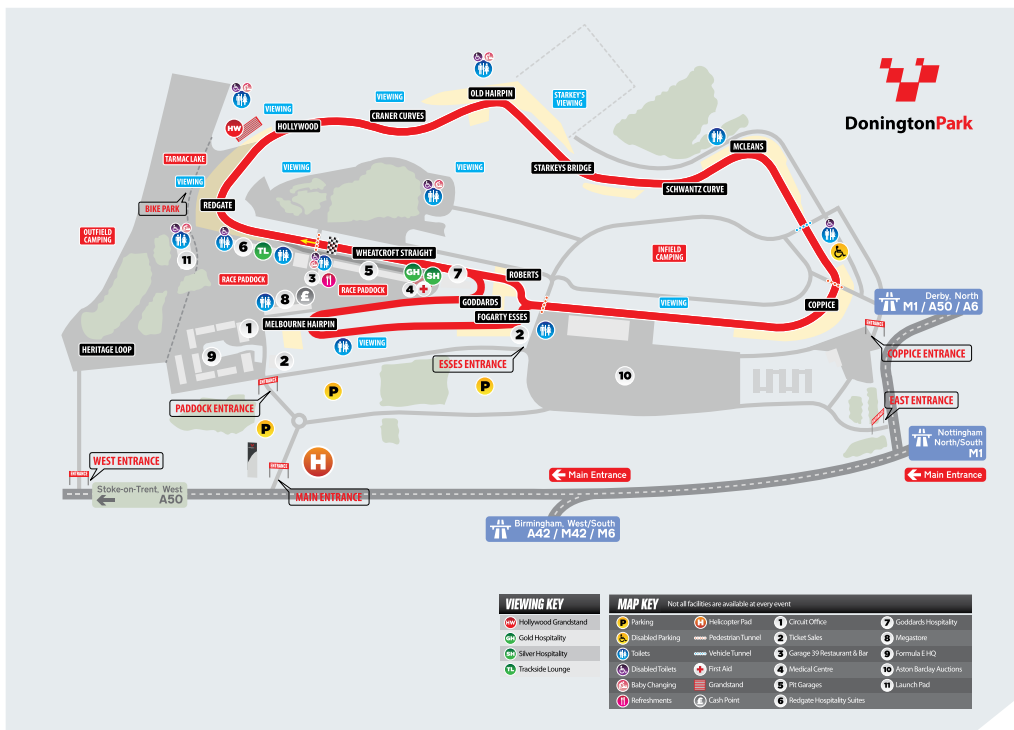 DoningtonPark
OLD HAIRPIN
VIEWING
STARKEY'S
VIEWING
VIEWING
CRANER CURVES
HW
HOLLYWOOD
MCLEANS
TARMAC LAKE
VIEWING
VIEWING
STARKEYS BRIDGE
VIEWING
SCHWANTZ CURVE
BIKE PARK
REDGATE
OUTFIELD
CAMPING
6
TL
WHEATCROFT STRAIGHT
INFIELD
CAMPING
11
5
GH
SH
7
ROBERTS
RACE PADDOCK
3
4
RACE PADDOCK
8
£
GODDARDS
VIEWING
COPPICE
Derby, North
M1 / A50 / A6
FOGARTY ESSES
1
MELBOURNE HAIRPIN
ENTRANCE
2
HERITAGE LOOP
9
VIEWING
2
ESSES ENTRANCE
COPPICE ENTRANCE
10
ENTRANCE
P
P
PADDOCK ENTRANCE
EAST ENTRANCE
ENTRANCE
P
Nottingham
North/South
M1
WEST ENTRANCE
H
ENTRANCE
ENTRANCE
Main Entrance
Main Entrance
Stoke-on-Trent, West
A50
MAIN ENTRANCE
Birmingham, West/South
A42 / M42 / M6
VIEWING KEY
HW Hollywood Grandstand
GH Gold Hospitality
SH Silver Hospitality
TL Trackside Lounge
MAP KEY Not all facilities are available at every event
P Parking
Disabled Parking
Toilets
Disabled Toilets
Baby Changing
Refreshments
H Helicopter Pad
Pedestrian Tunnel
Vehicle Tunnel
First Aid
Grandstand
£ Cash Point
1 Circuit Office
2 Ticket Sales
3 Garage 39 Restaurant & Bar
4 Medical Centre
5 Pit Garages
6 Redgate Hospitality Suites
7 Goddards Hospitality
8 Megastore
9 Formula E HQ
10 Aston Barclay Auctions
11 Launch Pad